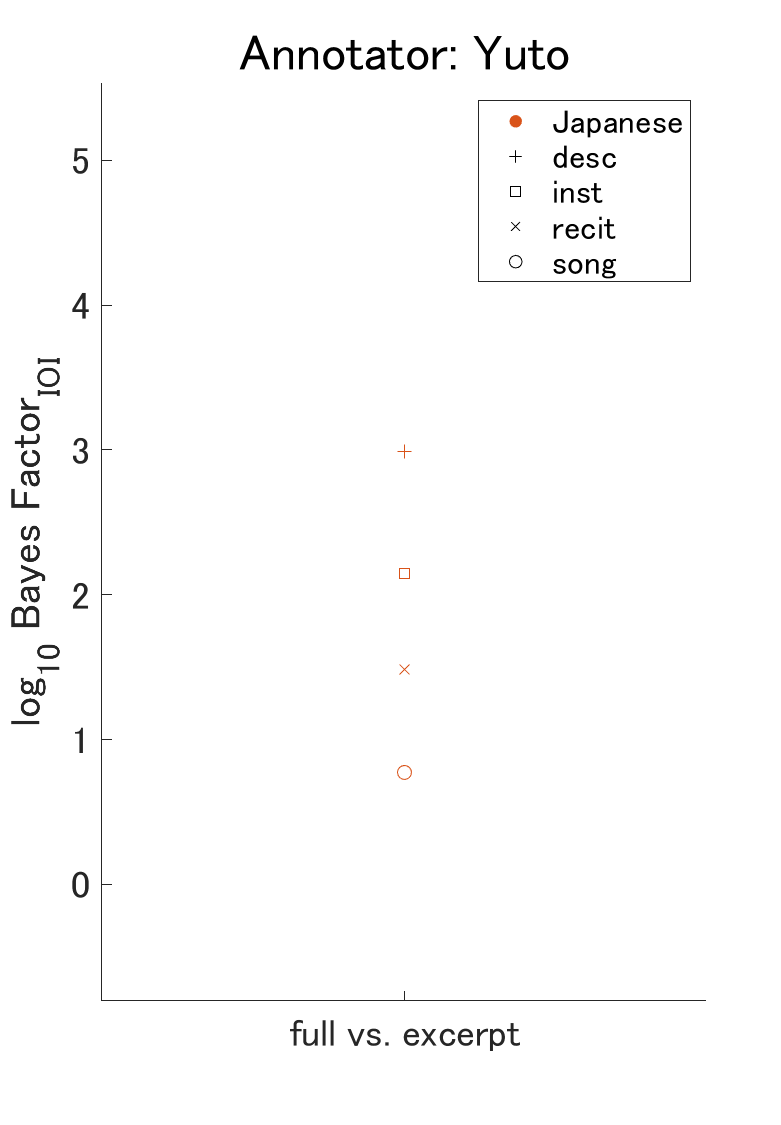 Annotator: Yuto
Japanese
desc
inst
recit
song
5
4
3
2
1
0
log10 Bayes FactorIOI
full vs. excerpt